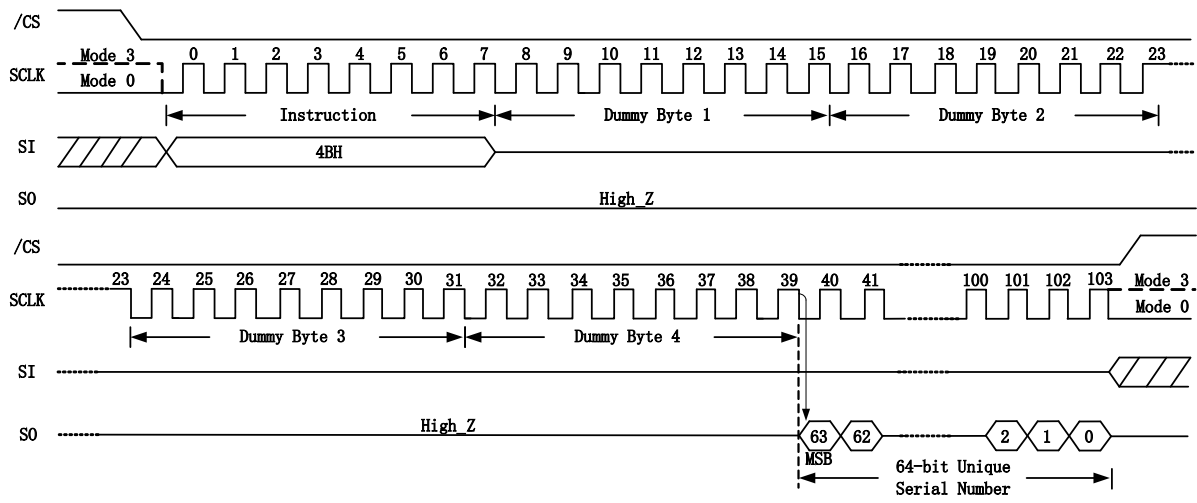 /CS
0 1 2 3 4 5 6 7 8 9 10 11 12 13 14 15 16 17 18 19 20 21 22 23
Mode 3
SCLK
Mode 0
Instruction Dummy Byte 1 Dummy Byte 2
SI
4BH
SO High_Z
/CS
23 24 25 26 27 28 29 30 31 32 33 34 35 36 37 38 39 40 41 100 101 102 103
Mode 3
SCLK
Mode 0
Dummy Byte 3 Dummy Byte 4
SI
High_Z
SO
63 62 2 1 0
MSB
64-bit Unique
Serial Number